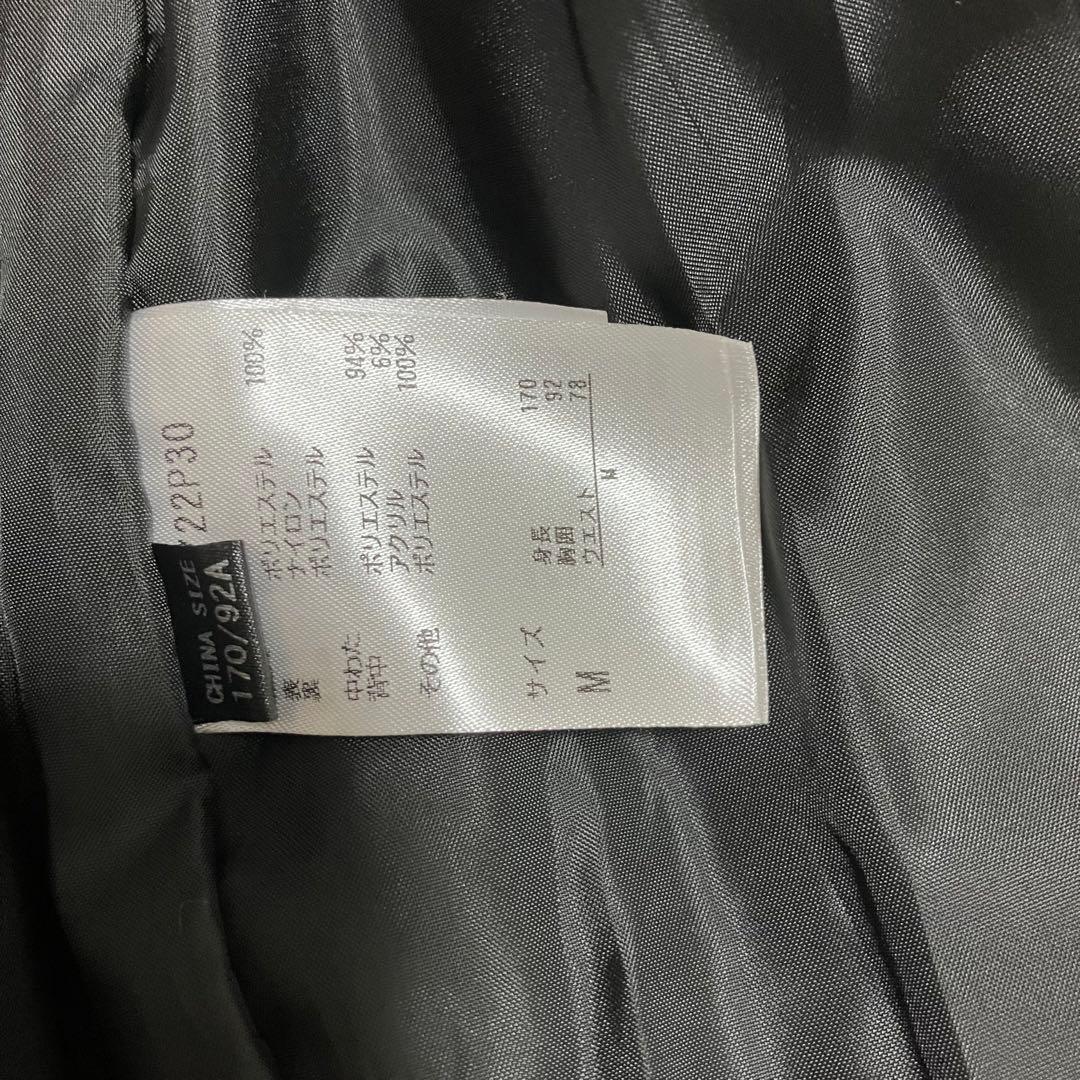 22P30
CHINA SIZE
170/92A
ポリエステル 100%
表 ナイロン
裏 ポリエステル
中わた ポリエステル 94%
背中 アクリル 6%
その他 ポリエステル 100%
サイズ 身長 170
胸囲 92
M ウエスト 78
M